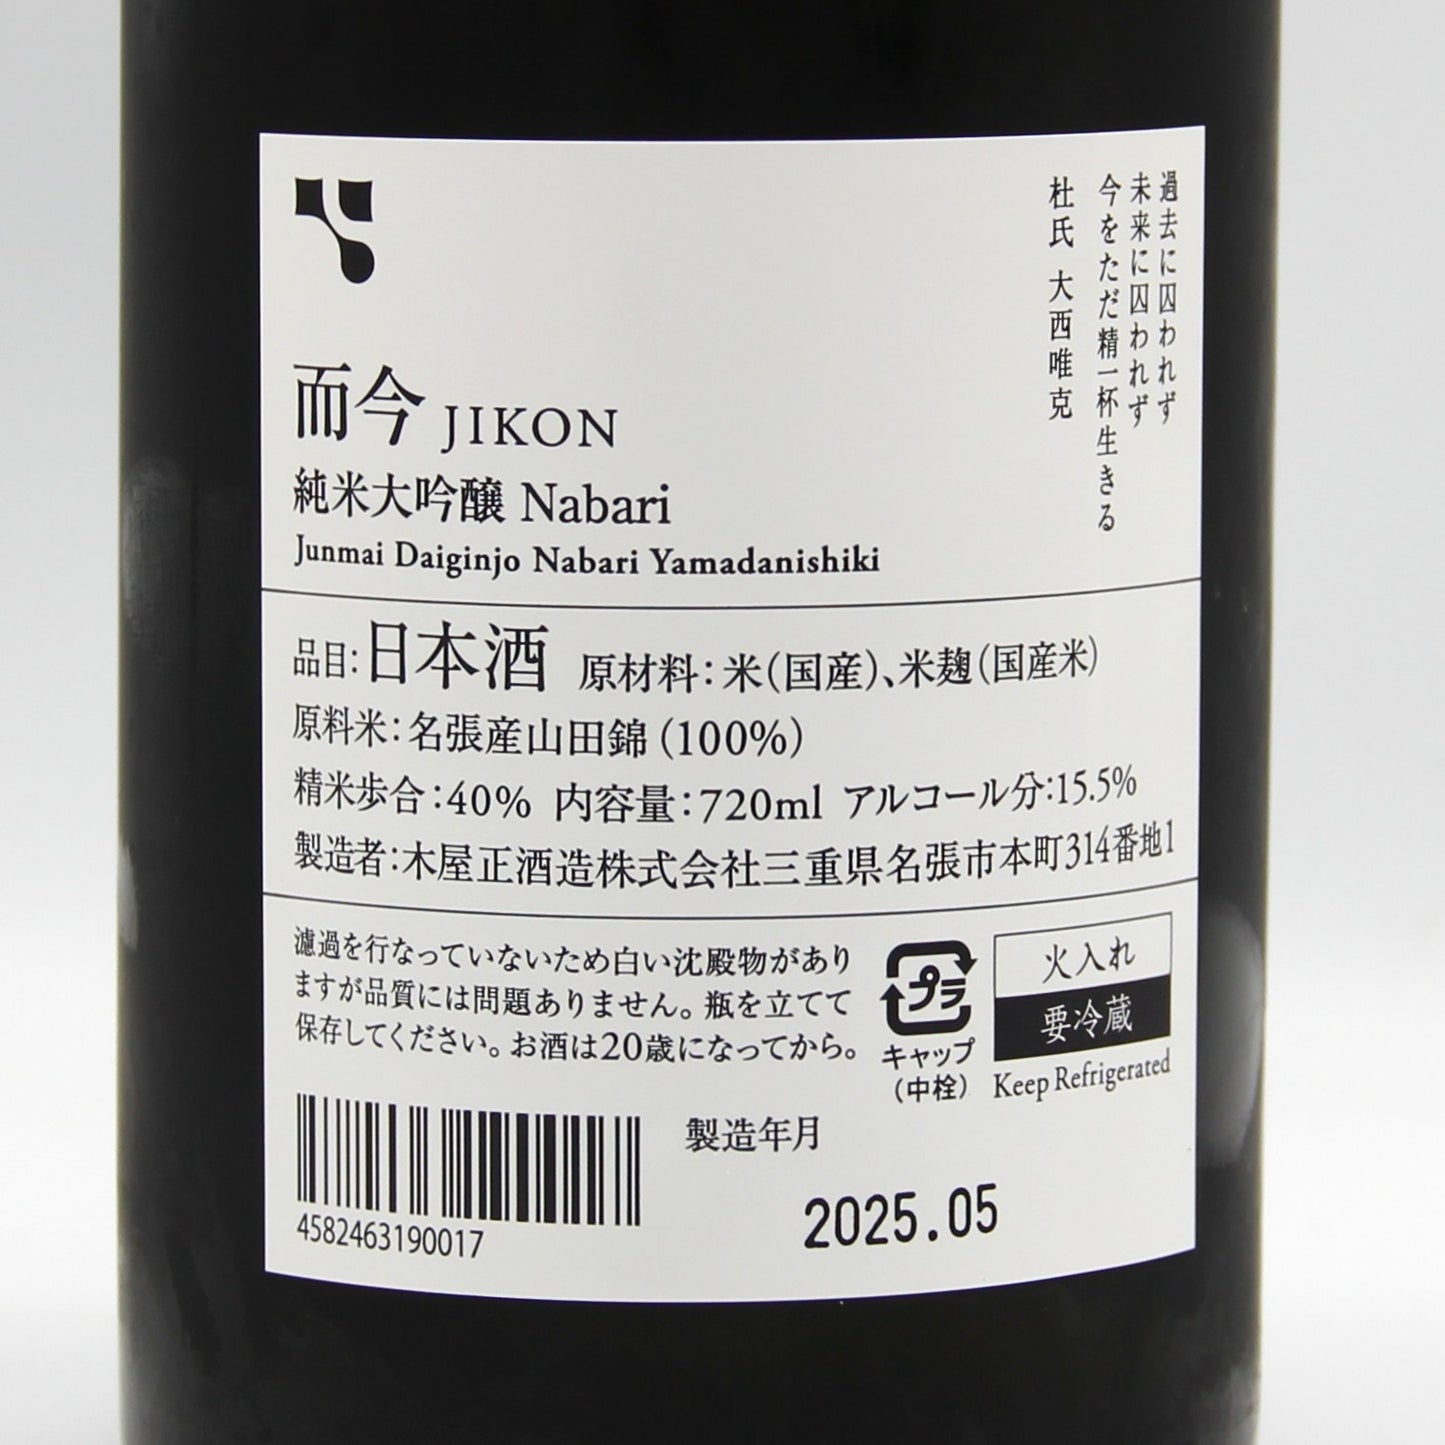 過去に囚われず
未来に囚われず
今をただ精一杯生きる
杜氏 大西唯克
而今 JIKON
純米大吟醸 Nabari
Junmai Daiginjo Nabari Yamadanishiki
品目:日本酒 原材料:米(国産)、米麹(国産米)
原料米:名張産山田錦(100%)
精米歩合:40% 内容量:720ml アルコール分:15.5%
製造者:木屋正酒造株式会社三重県名張市本町314番地1
濾過を行なっていないため白い沈殿物があり
ますが品質には問題ありません。瓶を立てて
保存してください。お酒は20歳になってから。
プラ
キャップ
(中栓)
火入れ
要冷蔵
Keep Refrigerated
4582463190017
製造年月
2025.05